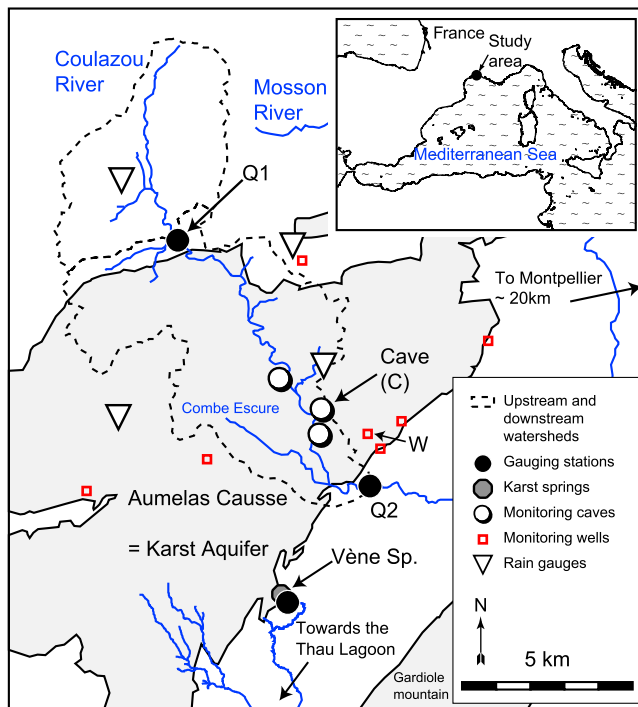 Coulazou
River
Mosson
River
France
Study
area
Mediterranean Sea
Q1
To Montpellier
~ 20km
Cave
(C)
Combe Escure
W
Aumelas Causse
Q2
= Karst Aquifer
Vène Sp.
Towards the
Thau Lagoon
Gardiole
mountain
Upstream and
downstream
watersheds
Gauging stations
Karst springs
Monitoring caves
Monitoring wells
Rain gauges
N
5 km